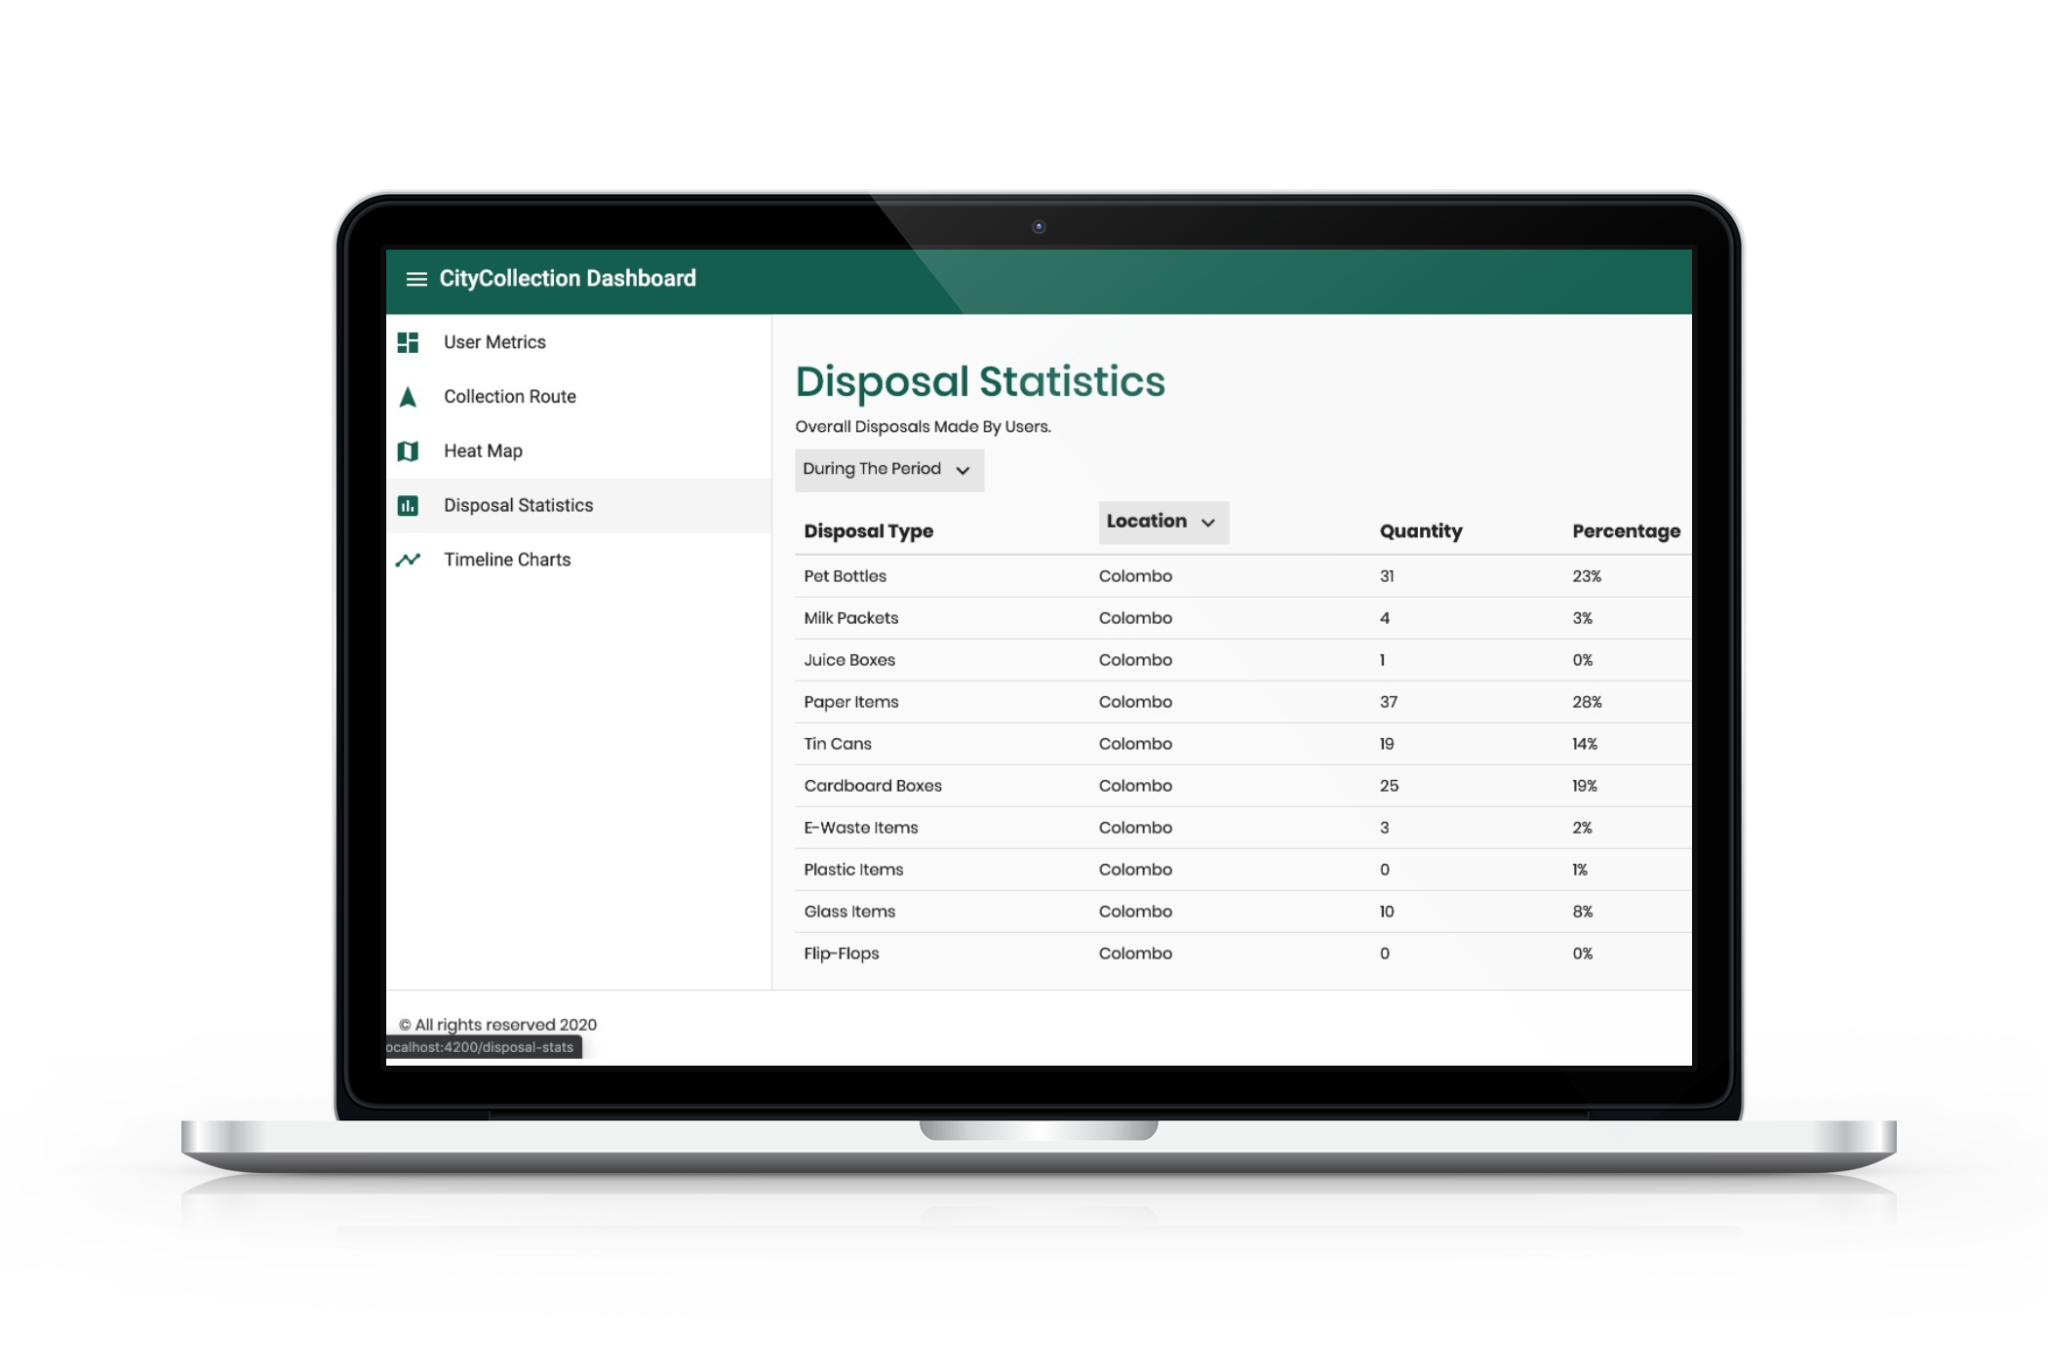 CityCollection Dashboard
User Metrics
Collection Route
Heat Map
Disposal Statistics
Timeline Charts
Disposal Statistics
Overall Disposals Made By Users.
During The Period
Disposal Type Location Quantity Percentage
Pet Bottles Colombo 31 23%
Milk Packets Colombo 4 3%
Juice Boxes Colombo 1 0%
Paper Items Colombo 37 28%
Tin Cans Colombo 19 14%
Cardboard Boxes Colombo 25 19%
E-Waste Items Colombo 3 2%
Plastic Items Colombo 0 1%
Glass Items Colombo 10 8%
Flip-Flops Colombo 0 0%
© All rights reserved 2020
ocalhost:4200/disposal-stats